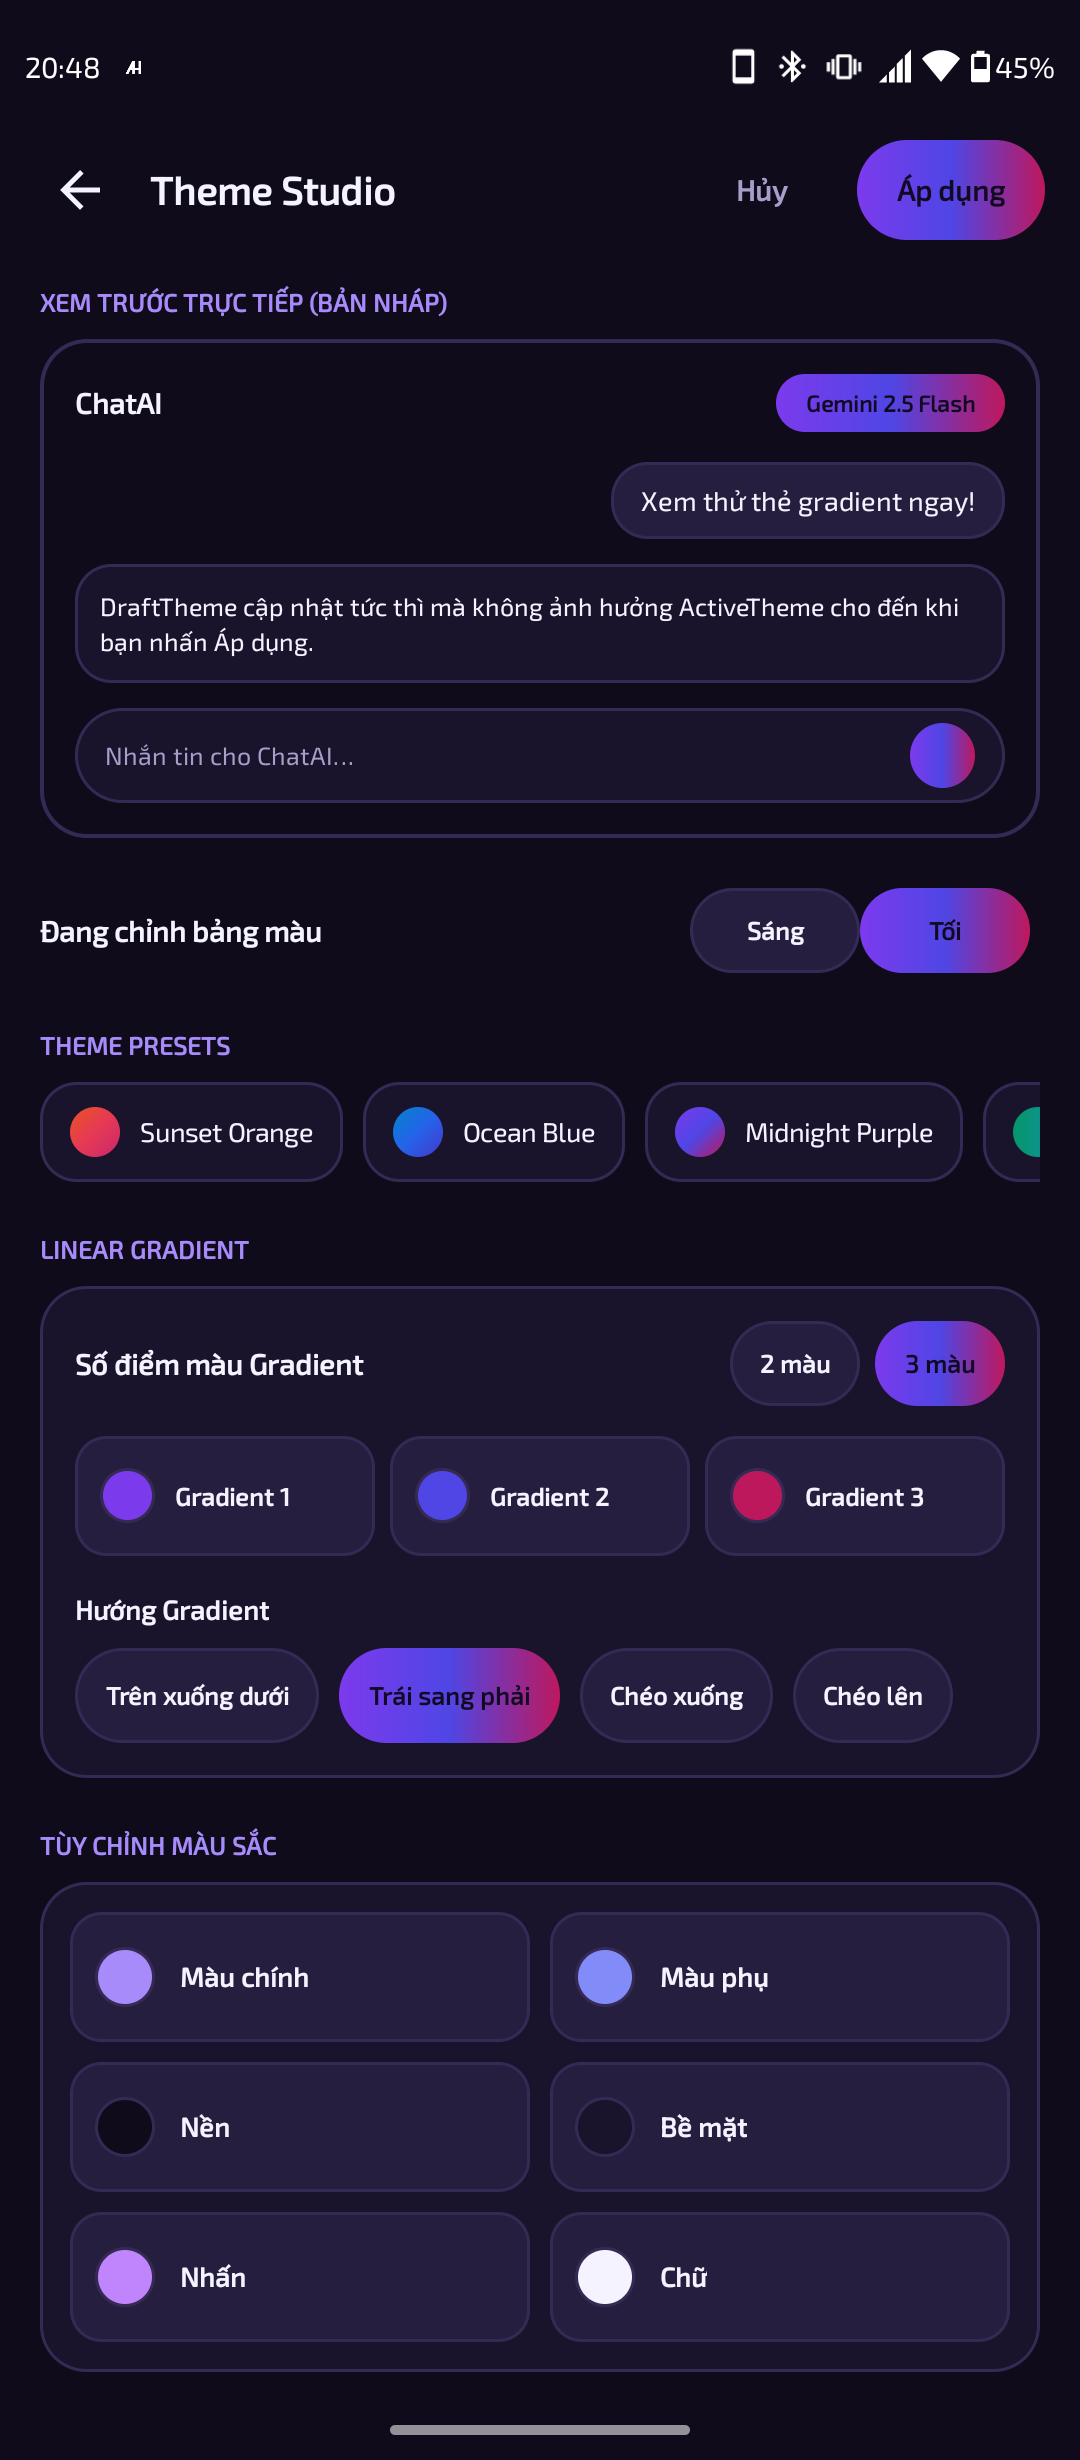 20:48
45%
Theme Studio
Hủy
Áp dụng
XEM TRƯỚC TRỰC TIẾP (BẢN NHÁP)
ChatAI
Gemini 2.5 Flash
Xem thử thẻ gradient ngay!
DraftTheme cập nhật tức thì mà không ảnh hưởng ActiveTheme cho đến khi
bạn nhấn Áp dụng.
Nhắn tin cho ChatAI...
Đang chỉnh bảng màu
Sáng
Tối
THEME PRESETS
Sunset Orange
Ocean Blue
Midnight Purple
LINEAR GRADIENT
Số điểm màu Gradient
2 màu
3 màu
Gradient 1
Gradient 2
Gradient 3
Hướng Gradient
Trên xuống dưới
Trái sang phải
Chéo xuống
Chéo lên
TÙY CHỈNH MÀU SẮC
Màu chính
Màu phụ
Nền
Bề mặt
Nhấn
Chữ